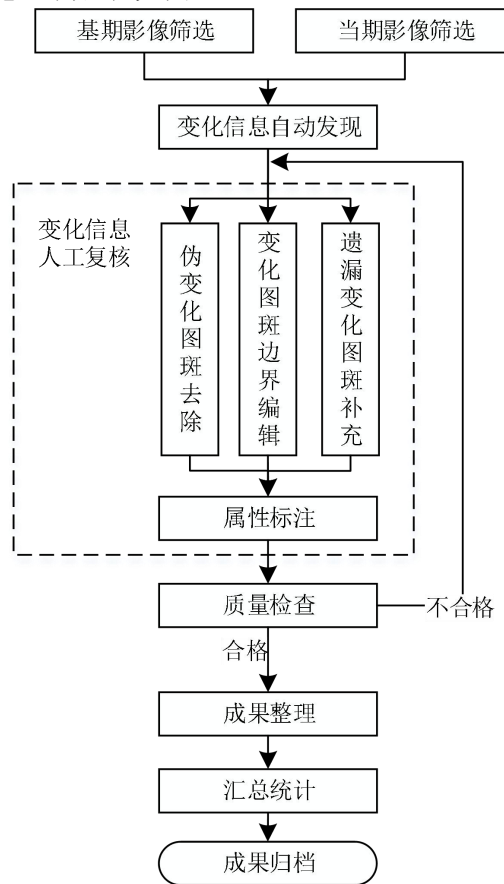 基期影像筛选
当期影像筛选
变化信息自动发现
变化信息
人工复核
伪变化图斑去除
变化图斑边界编辑
遗漏变化图斑补充
属性标注
质量检查
不合格
合格
成果整理
汇总统计
成果归档